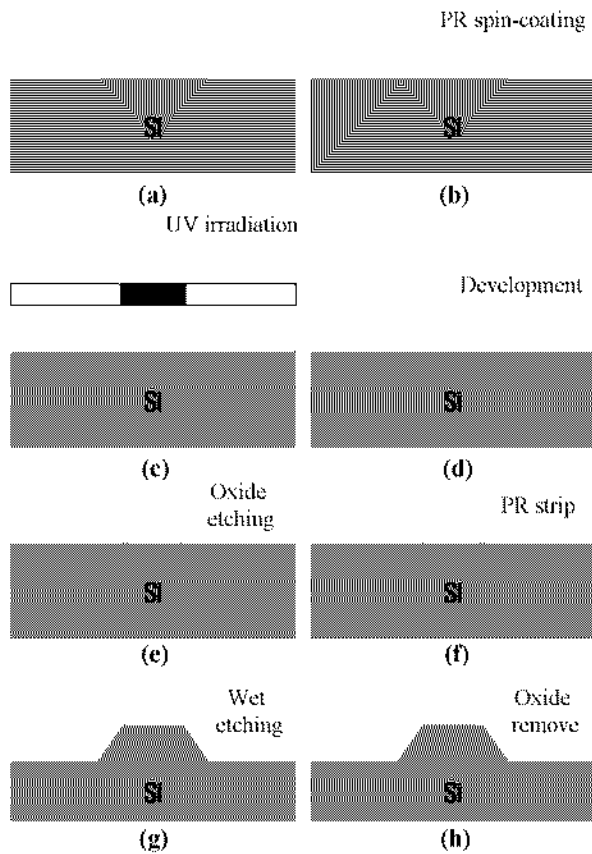 PR spin-coating
Si
Si
(a)
(b)
UV irradiation
Development
Si
Si
(c)
(d)
Oxide
etching
PR strip
Si
Si
(e)
(f)
Wet
etching
Oxide
remove
Si
Si
(g)
(h)